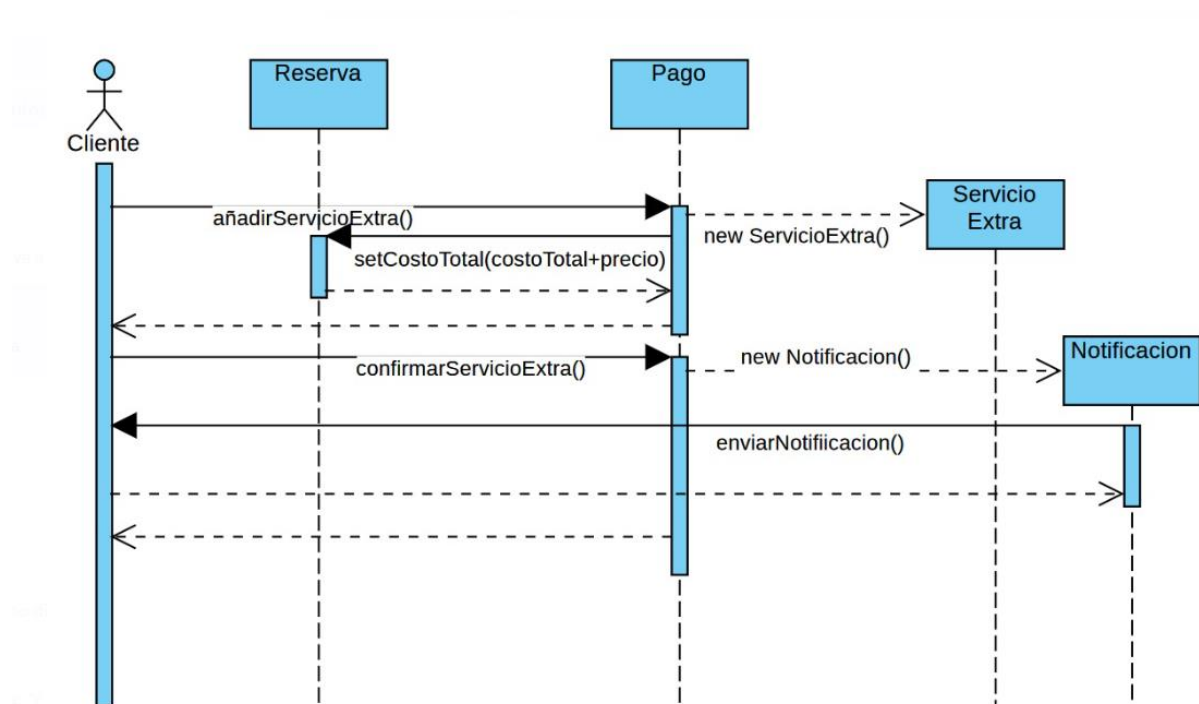 Reserva
Pago
Cliente
Servicio
Extra
añadirServicioExtra()
new ServicioExtra()
setCostoTotal(costoTotal+precio)
new Notificacion()
Notificacion
confirmarServicioExtra()
enviarNotifiicacion()